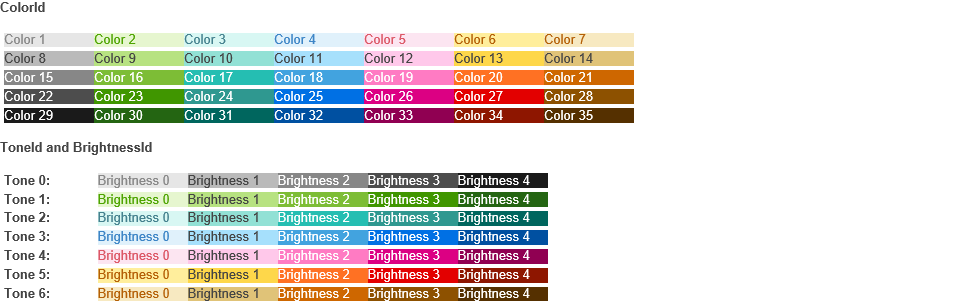 ColorId
Color 1 Color 2 Color 3 Color 4 Color 5 Color 6 Color 7
Color 8 Color 9 Color 10 Color 11 Color 12 Color 13 Color 14
Color 15 Color 16 Color 17 Color 18 Color 19 Color 20 Color 21
Color 22 Color 23 Color 24 Color 25 Color 26 Color 27 Color 28
Color 29 Color 30 Color 31 Color 32 Color 33 Color 34 Color 35
ToneId and BrightnessId
Tone 0: Brightness 0 Brightness 1 Brightness 2 Brightness 3 Brightness 4
Tone 1: Brightness 0 Brightness 1 Brightness 2 Brightness 3 Brightness 4
Tone 2: Brightness 0 Brightness 1 Brightness 2 Brightness 3 Brightness 4
Tone 3: Brightness 0 Brightness 1 Brightness 2 Brightness 3 Brightness 4
Tone 4: Brightness 0 Brightness 1 Brightness 2 Brightness 3 Brightness 4
Tone 5: Brightness 0 Brightness 1 Brightness 2 Brightness 3 Brightness 4
Tone 6: Brightness 0 Brightness 1 Brightness 2 Brightness 3 Brightness 4